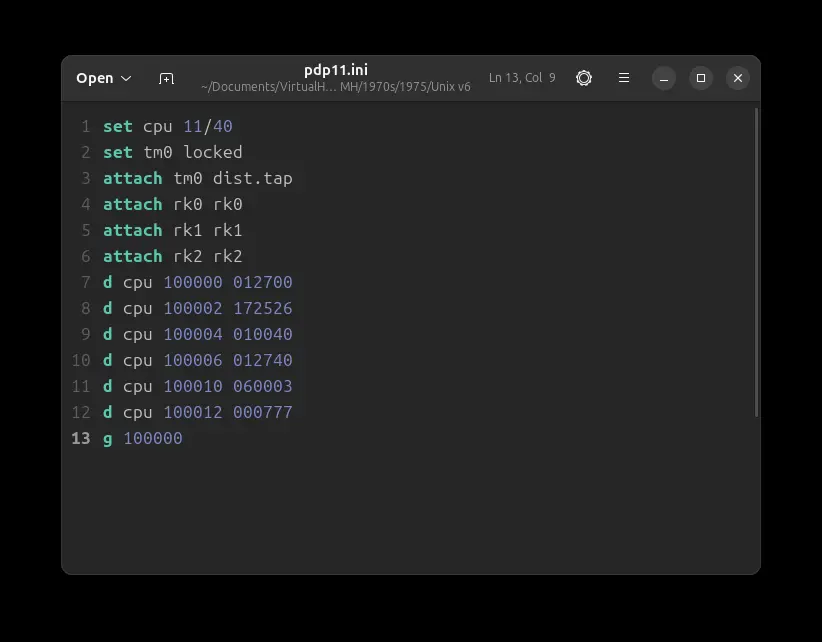 Open
pdp11.ini
~/Documents/VirtualH… MH/1970s/1975/Unix v6
Ln 13, Col 9
1 set cpu 11/40
2 set tm0 locked
3 attach tm0 dist.tap
4 attach rk0 rk0
5 attach rk1 rk1
6 attach rk2 rk2
7 d cpu 100000 012700
8 d cpu 100002 172526
9 d cpu 100004 010040
10 d cpu 100006 012740
11 d cpu 100010 060003
12 d cpu 100012 000777
13 g 100000